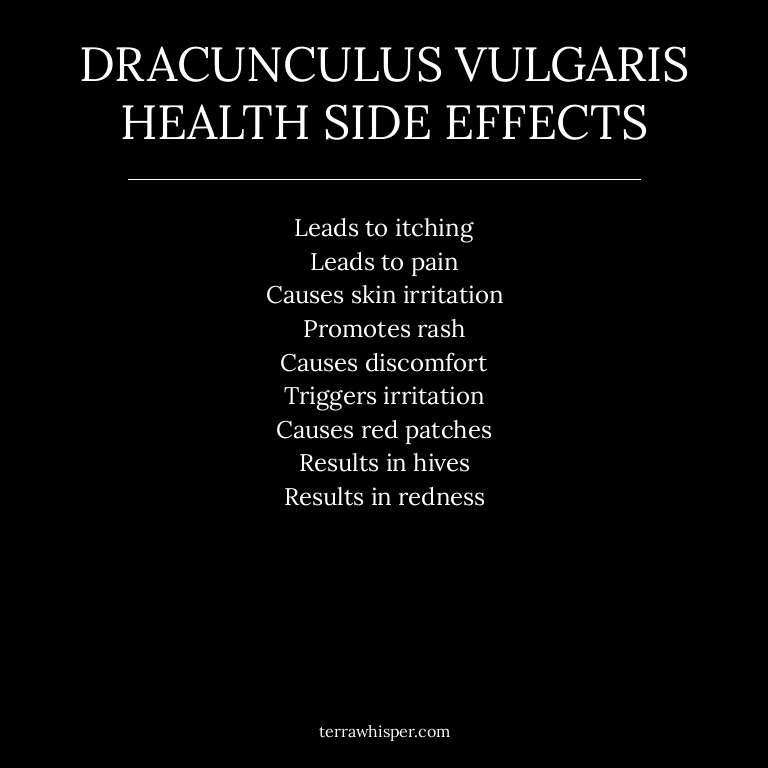 DRACUNCULUS VULGARIS
HEALTH SIDE EFFECTS
Leads to itching
Leads to pain
Causes skin irritation
Promotes rash
Causes discomfort
Triggers irritation
Causes red patches
Results in hives
Results in redness
terrawhisper.com